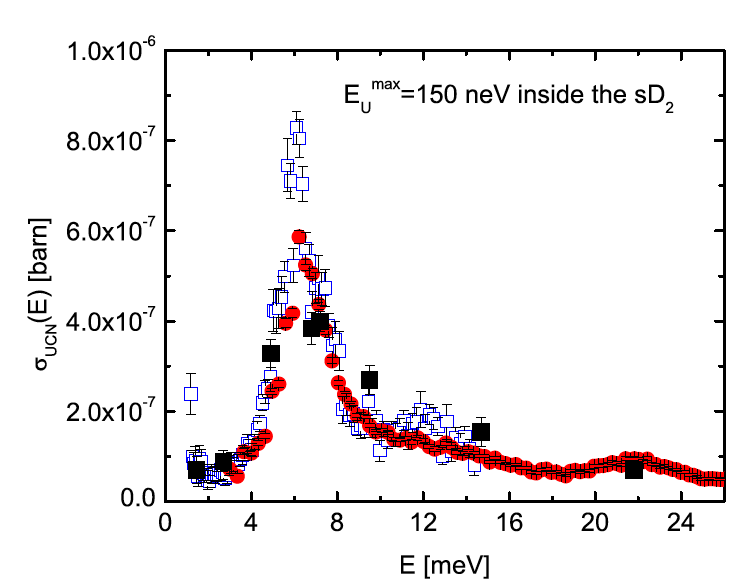 1.0x10⁻⁶
E_U^max=150 neV inside the sD₂
8.0x10⁻⁷
6.0x10⁻⁷
4.0x10⁻⁷
2.0x10⁻⁷
0.0
σ_UCN(E) [barn]
0 4 8 12 16 20 24
E [meV]